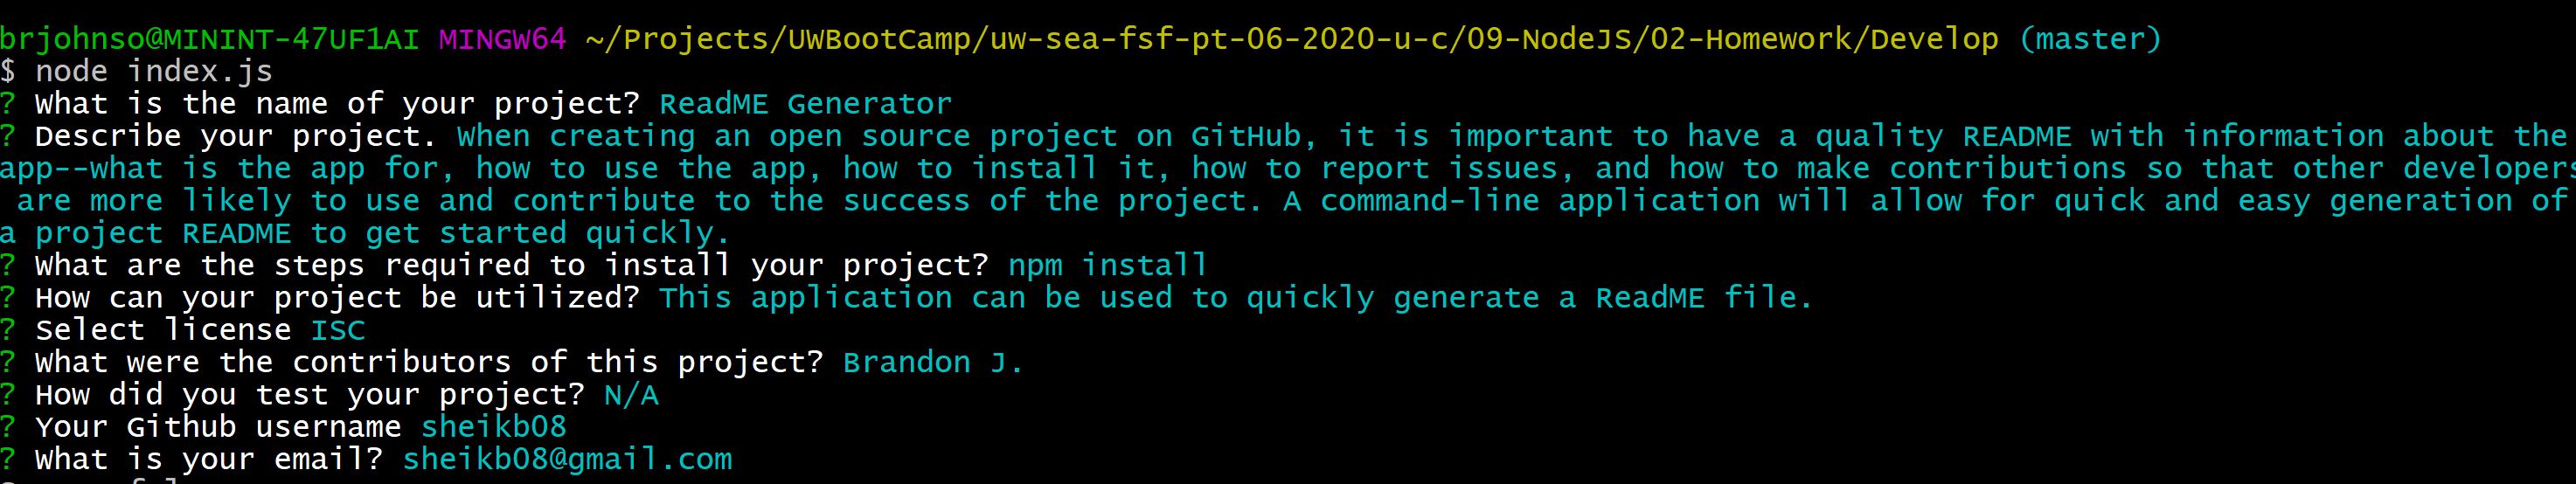 brjohnso@MININT-47UF1AI MINGW64 ~/Projects/UWBootCamp/uw-sea-fsf-pt-06-2020-u-c/09-NodeJS/02-Homework/Develop (master)
$ node index.js
? What is the name of your project? ReadME Generator
? Describe your project. When creating an open source project on GitHub, it is important to have a quality README with information about the
app--what is the app for, how to use the app, how to install it, how to report issues, and how to make contributions so that other developers
are more likely to use and contribute to the success of the project. A command-line application will allow for quick and easy generation of
a project README to get started quickly.
? What are the steps required to install your project? npm install
? How can your project be utilized? This application can be used to quickly generate a ReadME file.
? Select license ISC
? What were the contributors of this project? Brandon J.
? How did you test your project? N/A
? Your Github username sheikb08
? What is your email? sheikb08@gmail.com